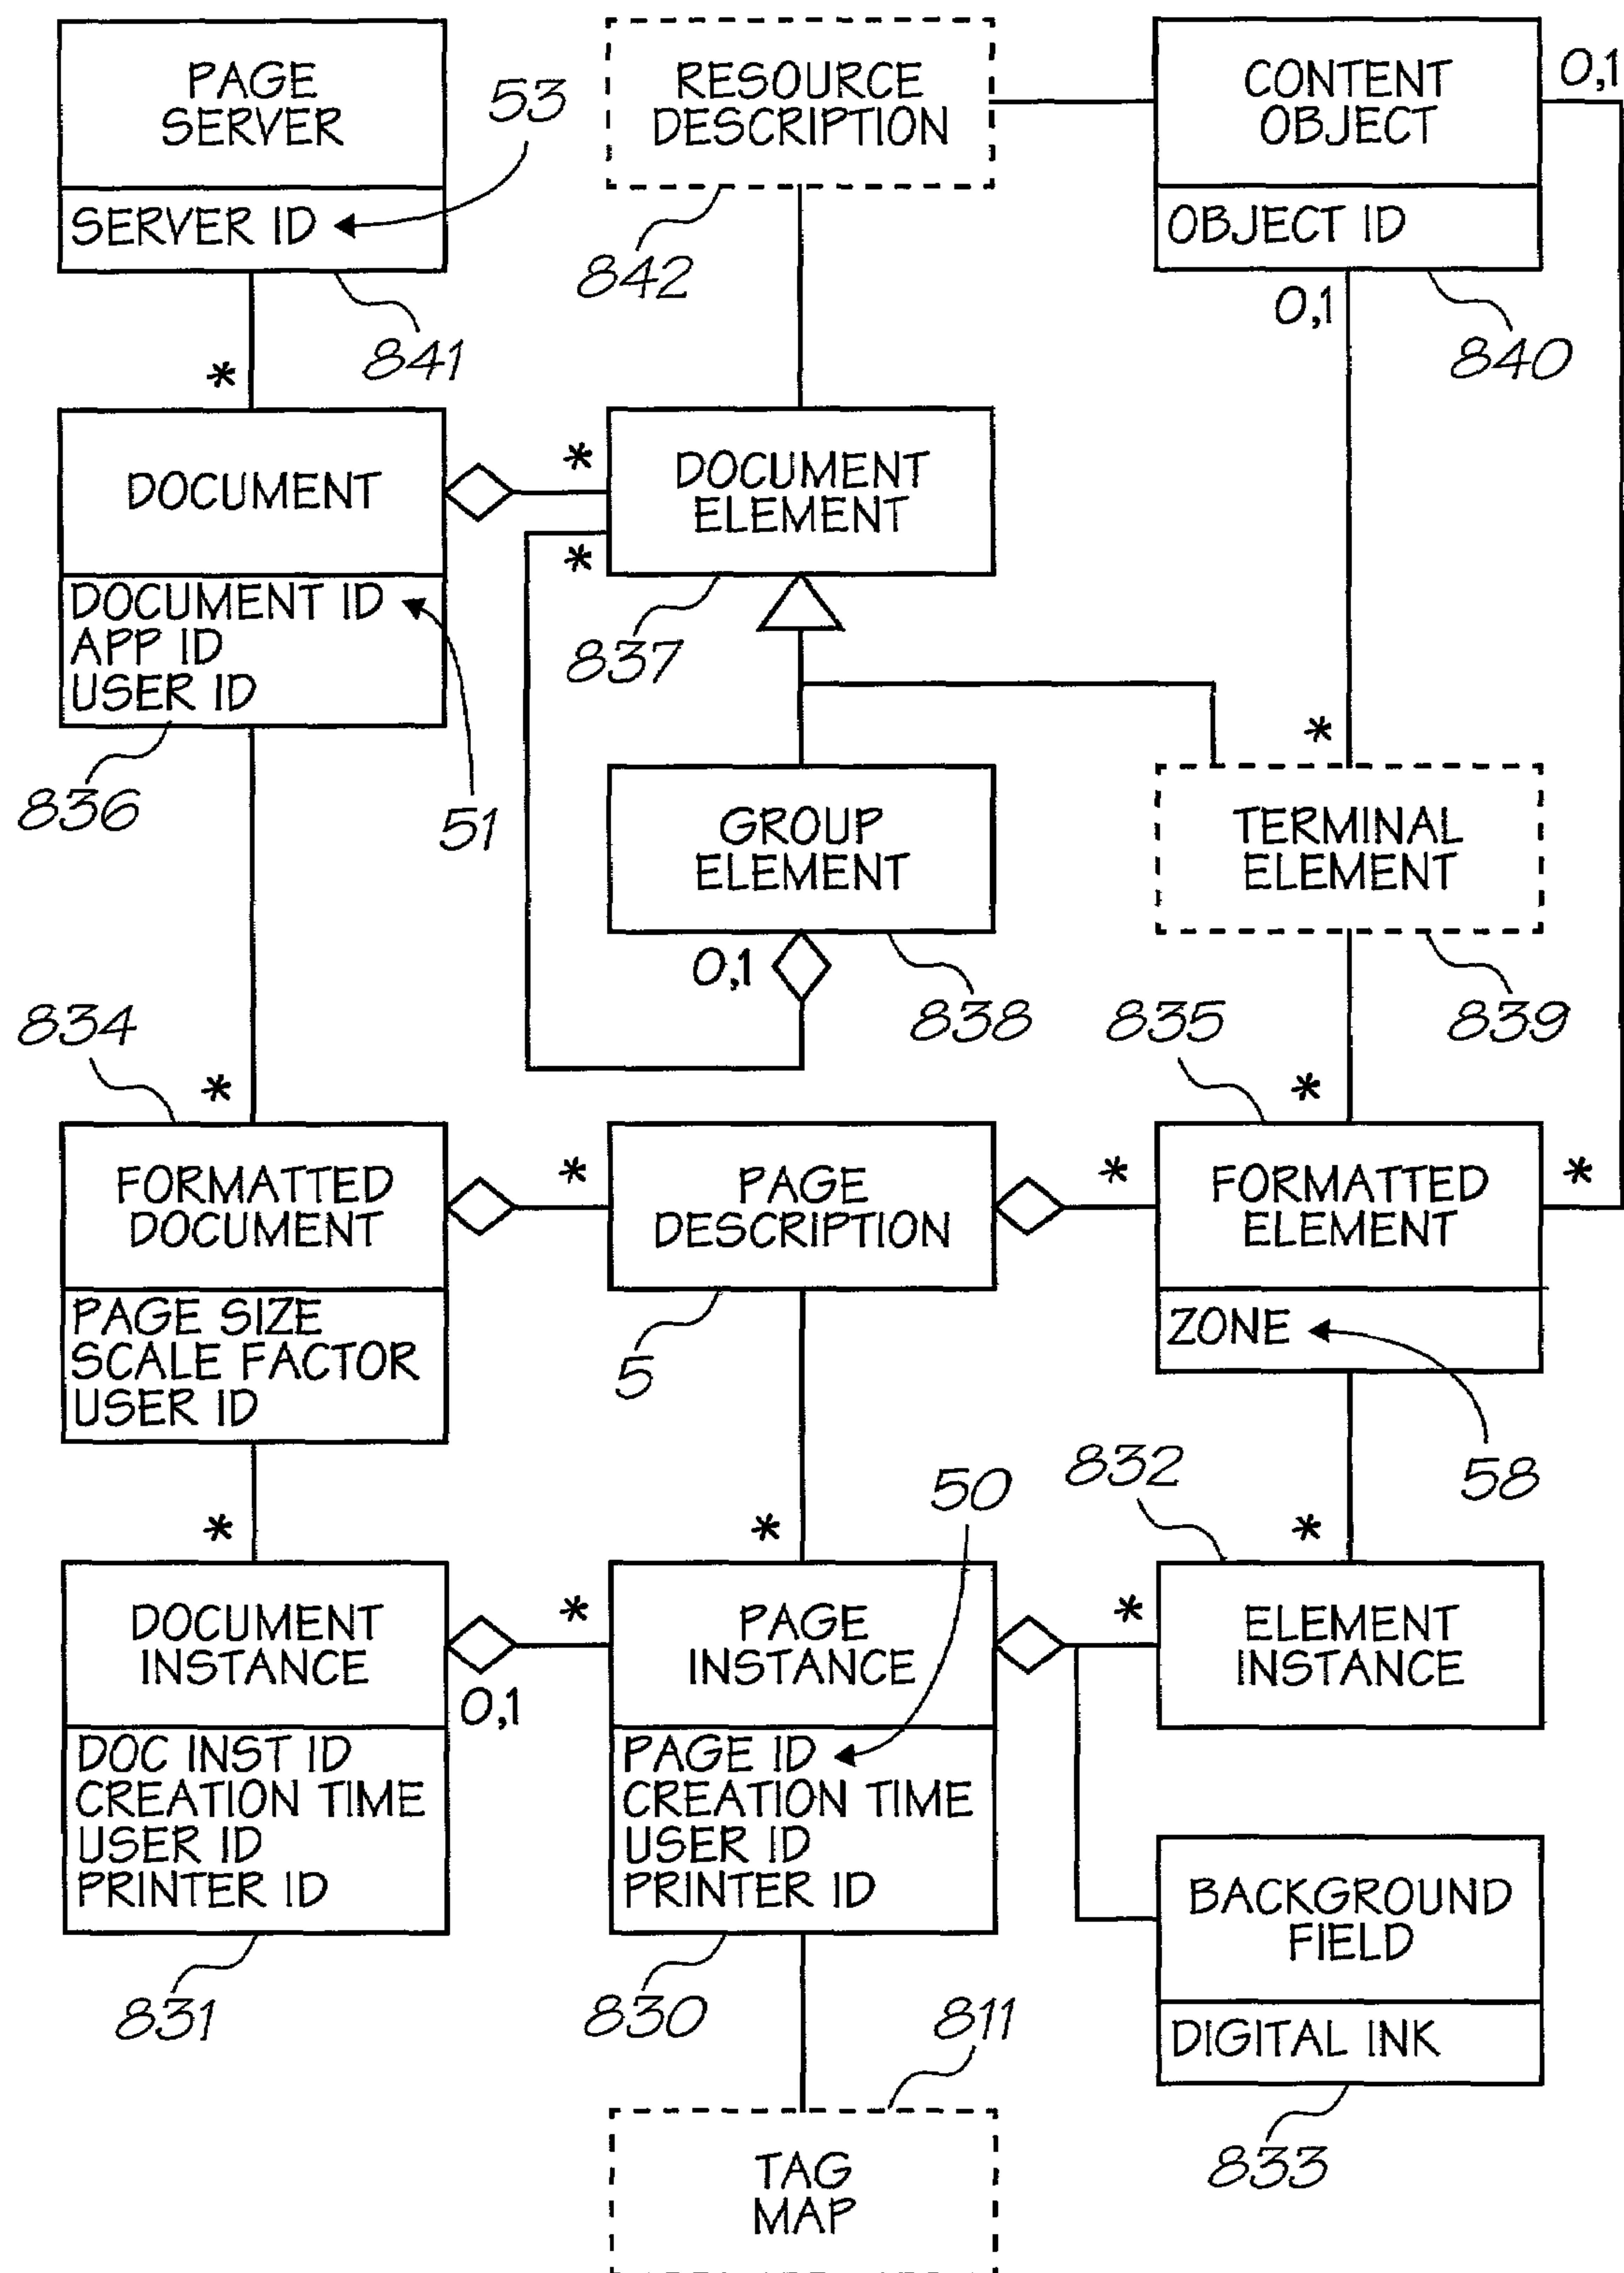 PAGE
SERVER
53
SERVER ID
841
RESOURCE
DESCRIPTION
842
CONTENT
OBJECT
0,1
OBJECT ID
0,1
840
*
DOCUMENT
DOCUMENT ID
APP ID
USER ID
836
51
*
DOCUMENT
ELEMENT
*
837
GROUP
ELEMENT
0,1
838
*
TERMINAL
ELEMENT
839
834
*
FORMATTED
DOCUMENT
PAGE SIZE
SCALE FACTOR
USER ID
*
PAGE
DESCRIPTION
5
835
*
*
FORMATTED
ELEMENT
*
ZONE
58
*
DOCUMENT
INSTANCE
0,1
DOC INST ID
CREATION TIME
USER ID
PRINTER ID
831
*
50
*
PAGE
INSTANCE
PAGE ID
CREATION TIME
USER ID
PRINTER ID
830
832
*
*
ELEMENT
INSTANCE
BACKGROUND
FIELD
DIGITAL INK
833
811
TAG
MAP